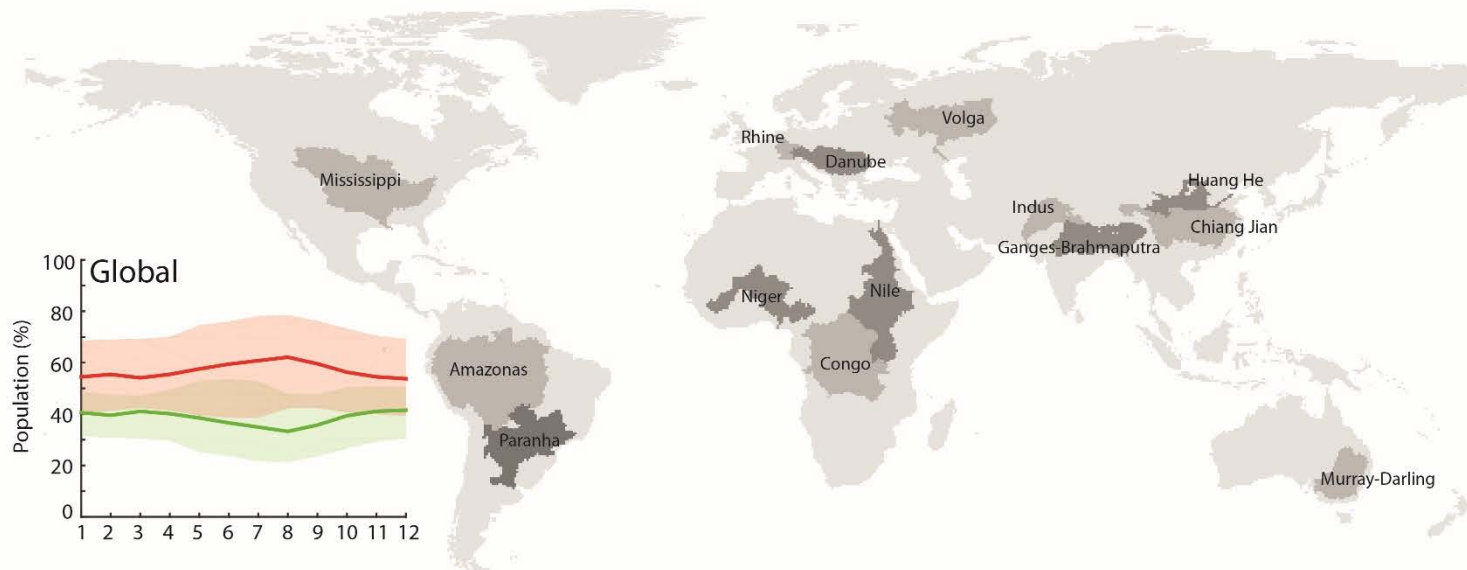 Volga
Rhine
Danube
Mississippi
Huang He
Indus
Chiang Jian
Ganges-Brahmaputra
Niger
Nile
Amazonas
Congo
Paranha
Murray-Darling
Global
Population (%)
100
80
60
40
20
0
1 2 3 4 5 6 7 8 9 10 11 12